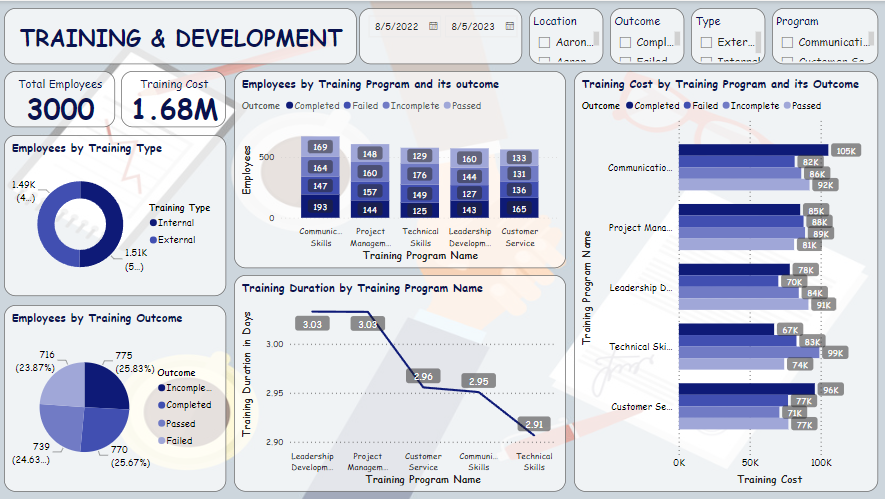 TRAINING & DEVELOPMENT
8/5/2022
8/5/2023
Location
Aaron...
Outcome
Compl...
Failed
Type
Exter...
Internal
Program
Communicati...
Total Employees
3000
Training Cost
1.68M
Employees by Training Type
1.49K
(4...)
1.51K
(5...)
Training Type
Internal
External
Employees by Training Outcome
716
(23.87%)
775
(25.83%)
739
(24.63...)
770
(25.67%)
Outcome
Incomple...
Completed
Passed
Failed
Employees by Training Program and its outcome
Outcome Completed Failed Incomplete Passed
Employees
500
0
169 148 129 160 133
164 160 176 144 131
147 157 149 127 136
193 144 125 143 165
Communic... Project Technical Leadership Customer
Skills Managem... Skills Developm... Service
Training Program Name
Training Duration by Training Program Name
Training Duration in Days
3.00
2.95
2.90
3.03 3.03 2.96 2.95 2.91
Leadership Project Customer Communi... Technical
Developm... Managem... Service Skills Skills
Training Program Name
Training Cost by Training Program and its Outcome
Outcome Completed Failed Incomplete Passed
Training Program Name
Communicatio...
105K
82K
86K
92K
Project Mana...
85K
88K
89K
81K
Leadership D...
78K
70K
84K
91K
Technical Ski...
67K
83K
99K
74K
Customer Se...
96K
77K
71K
77K
0K 50K 100K
Training Cost